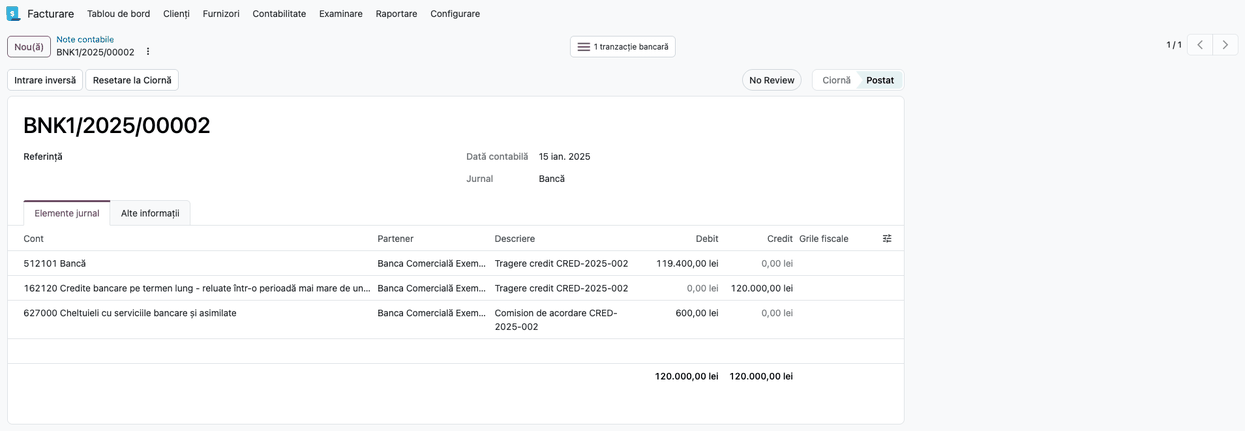 Facturare Tablou de bord Clienți Furnizori Contabilitate Examinare Raportare Configurare
Nou(ă) Note contabile
BNK1/2025/00002
1 tranzacție bancară
1 / 1
Intrare inversă Resetare la Ciornă No Review Ciornă Postat
BNK1/2025/00002
Referință Dată contabilă 15 ian. 2025
Jurnal Bancă
Elemente jurnal Alte informații
Cont Partener Descriere Debit Credit Grile fiscale
512101 Bancă Banca Comercială Exem... Tragere credit CRED-2025-002 119.400,00 lei 0,00 lei
162120 Credite bancare pe termen lung - reluate într-o perioadă mai mare de un... Banca Comercială Exem... Tragere credit CRED-2025-002 0,00 lei 120.000,00 lei
627000 Cheltuieli cu serviciile bancare și asimilate Banca Comercială Exem... Comision de acordare CRED- 600,00 lei 0,00 lei
2025-002
120.000,00 lei 120.000,00 lei